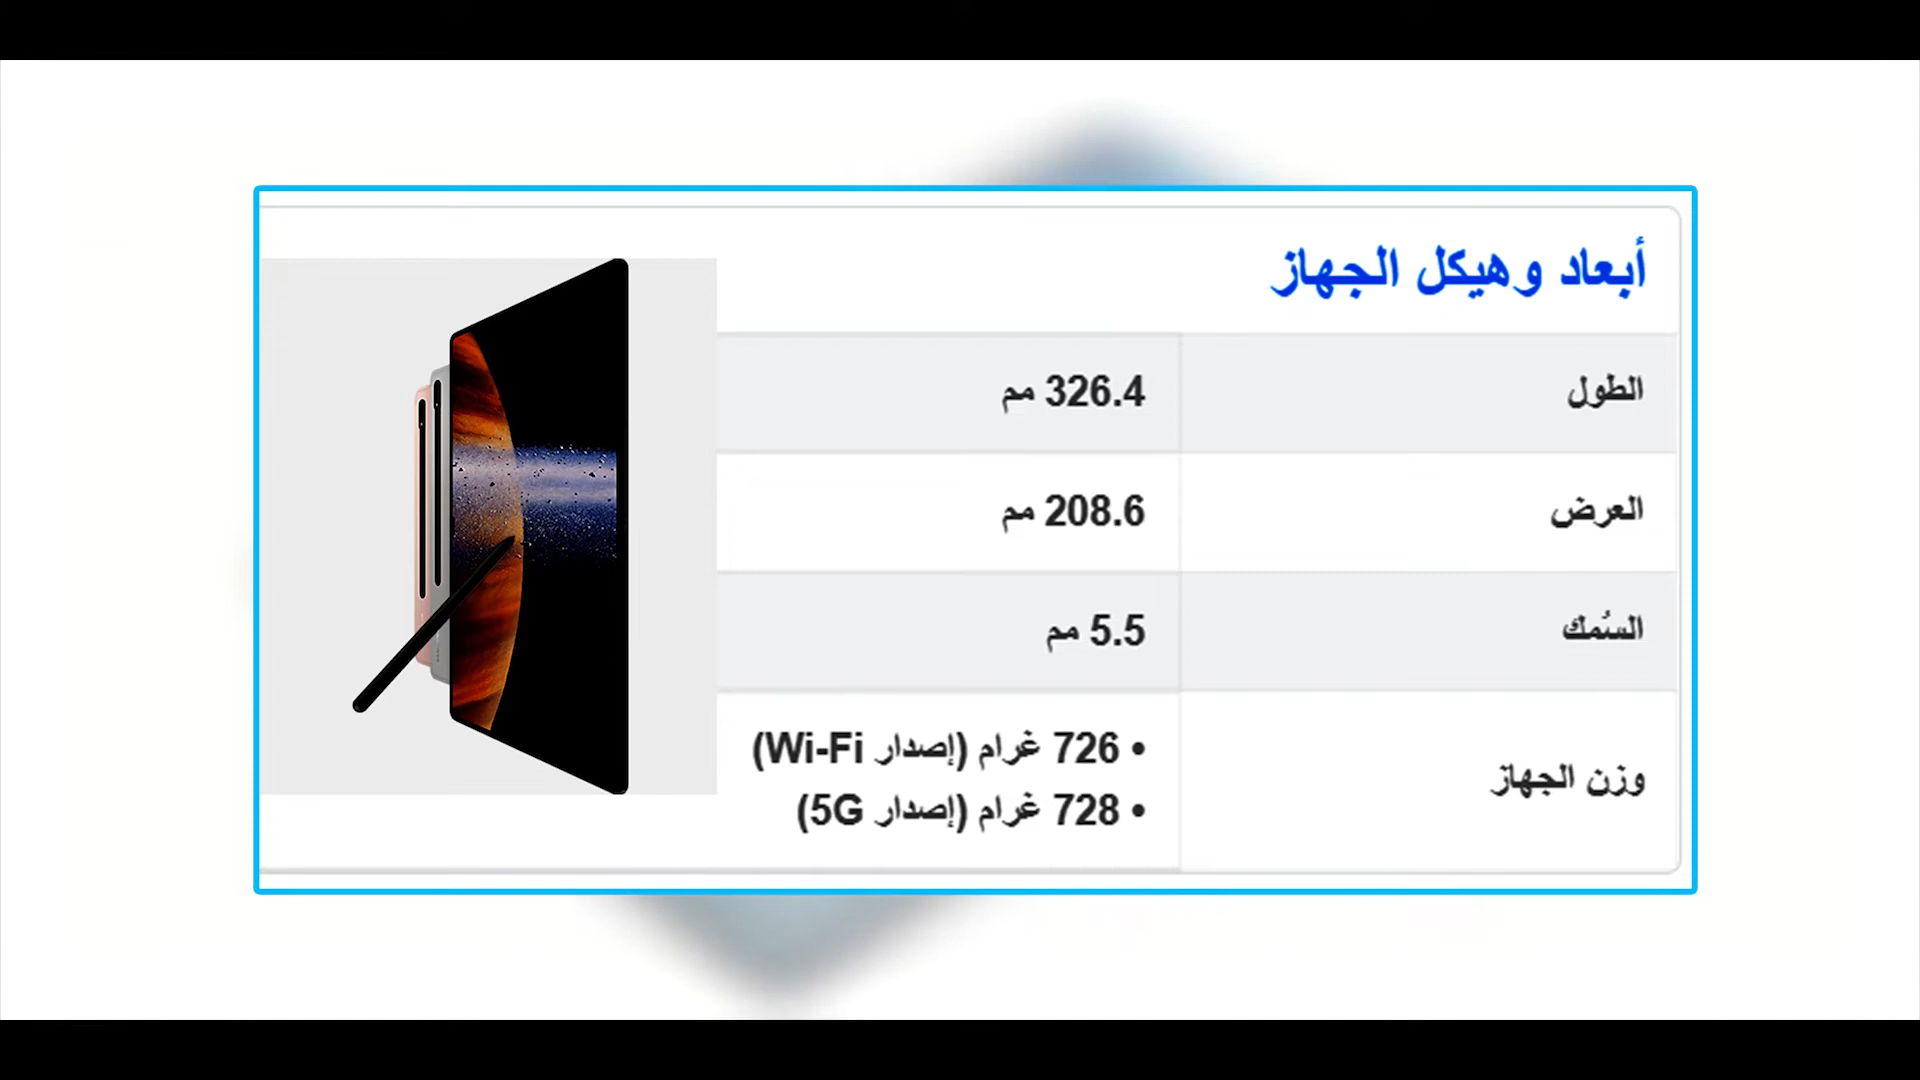 أبعاد وهيكل الجهاز
الطول 326.4 مم
العرض 208.6 مم
السُمك 5.5 مم
وزن الجهاز
• 726 غرام (إصدار Wi-Fi)
• 728 غرام (إصدار 5G)